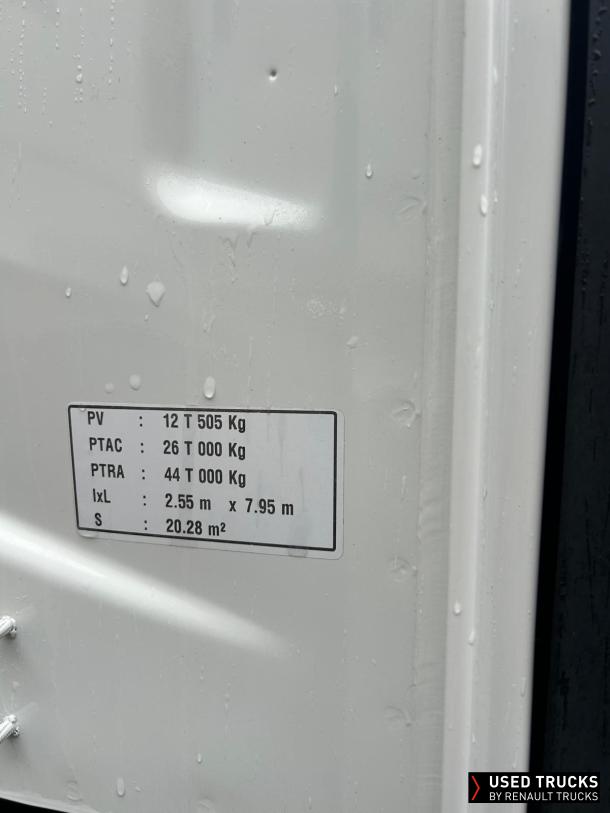 PV : 12 T 505 Kg
PTAC : 26 T 000 Kg
PTRA : 44 T 000 Kg
lxL : 2.55 m x 7.95 m
S : 20.28 m²
USED TRUCKS
BY RENAULT TRUCKS